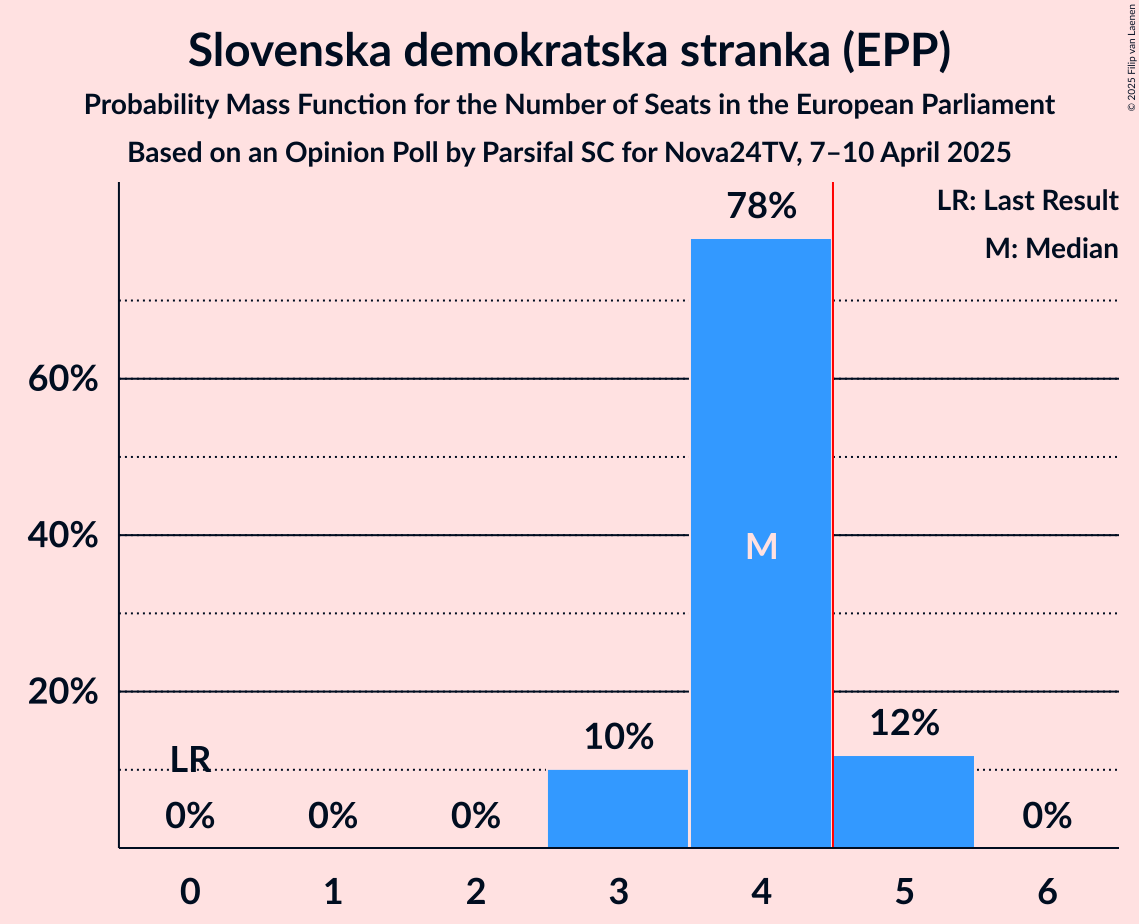 Slovenska demokratska stranka (EPP)
Probability Mass Function for the Number of Seats in the European Parliament
Based on an Opinion Poll by Parsifal SC for Nova24TV, 7–10 April 2025
© 2025 Filip van Laenen
LR: Last Result
M: Median
78%
60%
40%
M
20%
10%
12%
LR
0%
0%
0%
0%
0
1
2
3
4
5
6